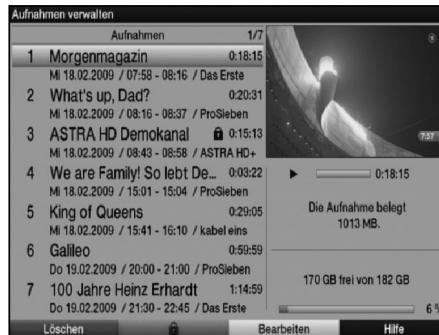 Aufnahmen verwalten
Aufnahmen 1/7
1 Morgenmagazin 0:18:15
Mi 18.02.2009 / 07:58 - 08:16 / Das Erste
2 What's up, Dad? 0:20:31
Mi 18.02.2009 / 08:16 - 08:37 / ProSieben
3 ASTRA HD Demokanal 0:15:13
Mi 18.02.2009 / 08:43 - 08:58 / ASTRA HD+
4 We are Family! So lebt De... 0:03:22
Mi 18.02.2009 / 15:01 - 15:04 / ProSieben
5 King of Queens 0:29:05
Mi 18.02.2009 / 15:41 - 16:10 / kabel eins
6 Galileo 0:59:59
Do 19.02.2009 / 20:00 - 21:00 / ProSieben
7 100 Jahre Heinz Erhardt 1:14:59
Do 19.02.2009 / 21:30 - 22:45 / Das Erste
7:57
0:18:15
Die Aufnahme belegt
1013 MB.
170 GB frei von 182 GB
6 %
Löschen Bearbeiten Hilfe